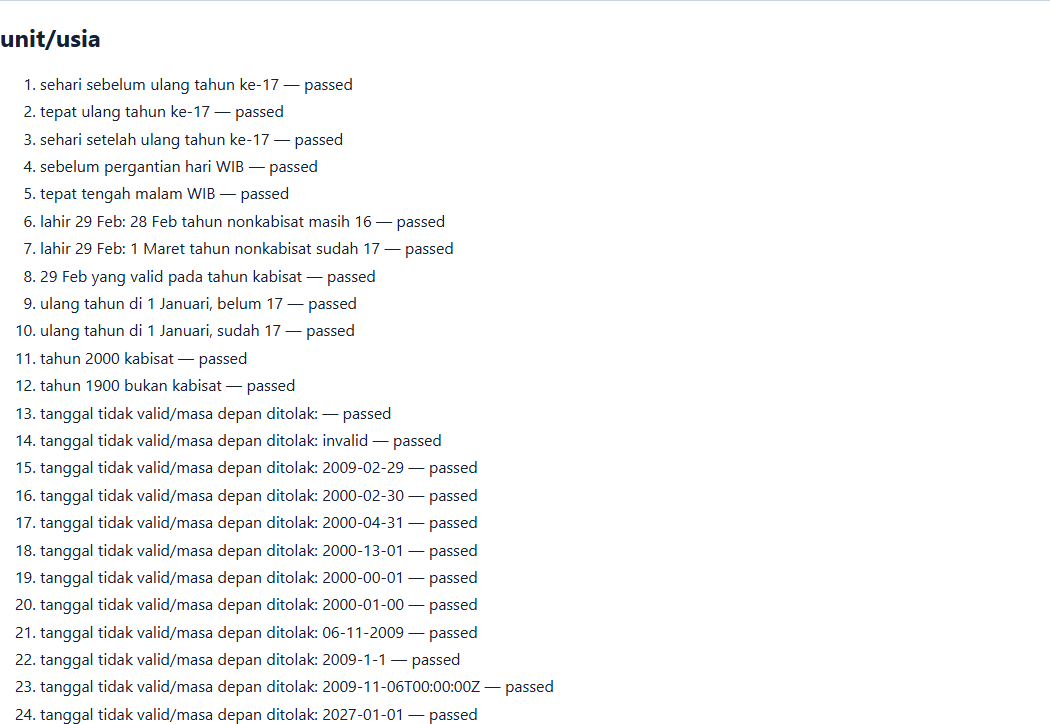 unit/usia
1. sehari sebelum ulang tahun ke-17 — passed
2. tepat ulang tahun ke-17 — passed
3. sehari setelah ulang tahun ke-17 — passed
4. sebelum pergantian hari WIB — passed
5. tepat tengah malam WIB — passed
6. lahir 29 Feb: 28 Feb tahun nonkabisat masih 16 — passed
7. lahir 29 Feb: 1 Maret tahun nonkabisat sudah 17 — passed
8. 29 Feb yang valid pada tahun kabisat — passed
9. ulang tahun di 1 Januari, belum 17 — passed
10. ulang tahun di 1 Januari, sudah 17 — passed
11. tahun 2000 kabisat — passed
12. tahun 1900 bukan kabisat — passed
13. tanggal tidak valid/masa depan ditolak: — passed
14. tanggal tidak valid/masa depan ditolak: invalid — passed
15. tanggal tidak valid/masa depan ditolak: 2009-02-29 — passed
16. tanggal tidak valid/masa depan ditolak: 2000-02-30 — passed
17. tanggal tidak valid/masa depan ditolak: 2000-04-31 — passed
18. tanggal tidak valid/masa depan ditolak: 2000-13-01 — passed
19. tanggal tidak valid/masa depan ditolak: 2000-00-01 — passed
20. tanggal tidak valid/masa depan ditolak: 2000-01-00 — passed
21. tanggal tidak valid/masa depan ditolak: 06-11-2009 — passed
22. tanggal tidak valid/masa depan ditolak: 2009-1-1 — passed
23. tanggal tidak valid/masa depan ditolak: 2009-11-06T00:00:00Z — passed
24. tanggal tidak valid/masa depan ditolak: 2027-01-01 — passed